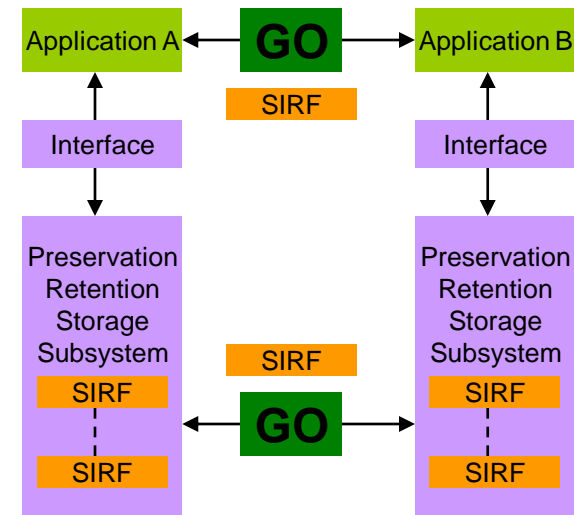 Application A
GO
Application B
SIRF
Interface
Interface
Preservation
Retention
Storage
Subsystem
SIRF
SIRF
SIRF
GO
Preservation
Retention
Storage
Subsystem
SIRF
SIRF